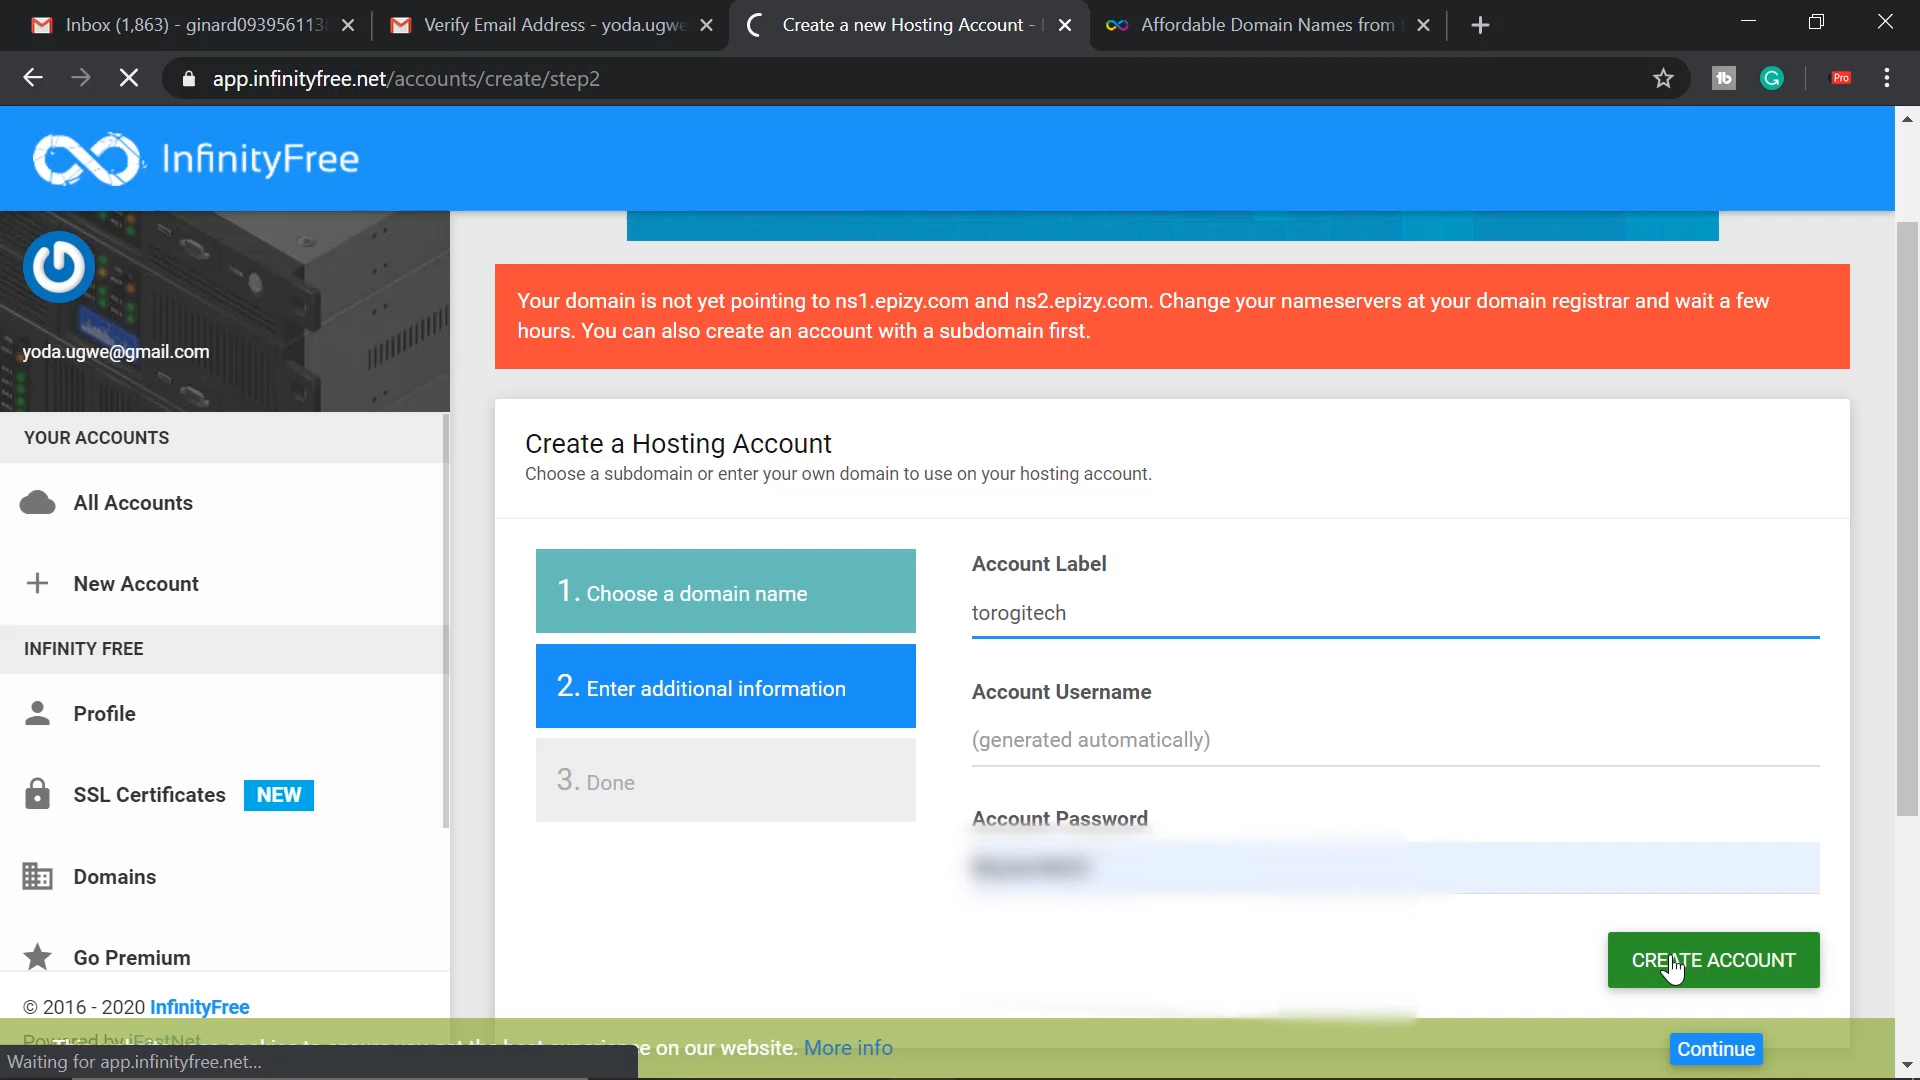 Inbox (1,863) - ginard0939561138
Verify Email Address - yoda.ugwe
Create a new Hosting Account -
Affordable Domain Names from
app.infinityfree.net/accounts/create/step2
tb
G
Pro
InfinityFree
Your domain is not yet pointing to ns1.epizy.com and ns2.epizy.com. Change your nameservers at your domain registrar and wait a few
hours. You can also create an account with a subdomain first.
yoda.ugwe@gmail.com
YOUR ACCOUNTS
All Accounts
New Account
INFINITY FREE
Profile
SSL Certificates NEW
Domains
Go Premium
© 2016 - 2020 InfinityFree
Create a Hosting Account
Choose a subdomain or enter your own domain to use on your hosting account.
1. Choose a domain name
2. Enter additional information
3. Done
Account Label
torogitech
Account Username
(generated automatically)
Account Password
CREATE ACCOUNT
on our website. More info
Continue
Waiting for app.infinityfree.net...